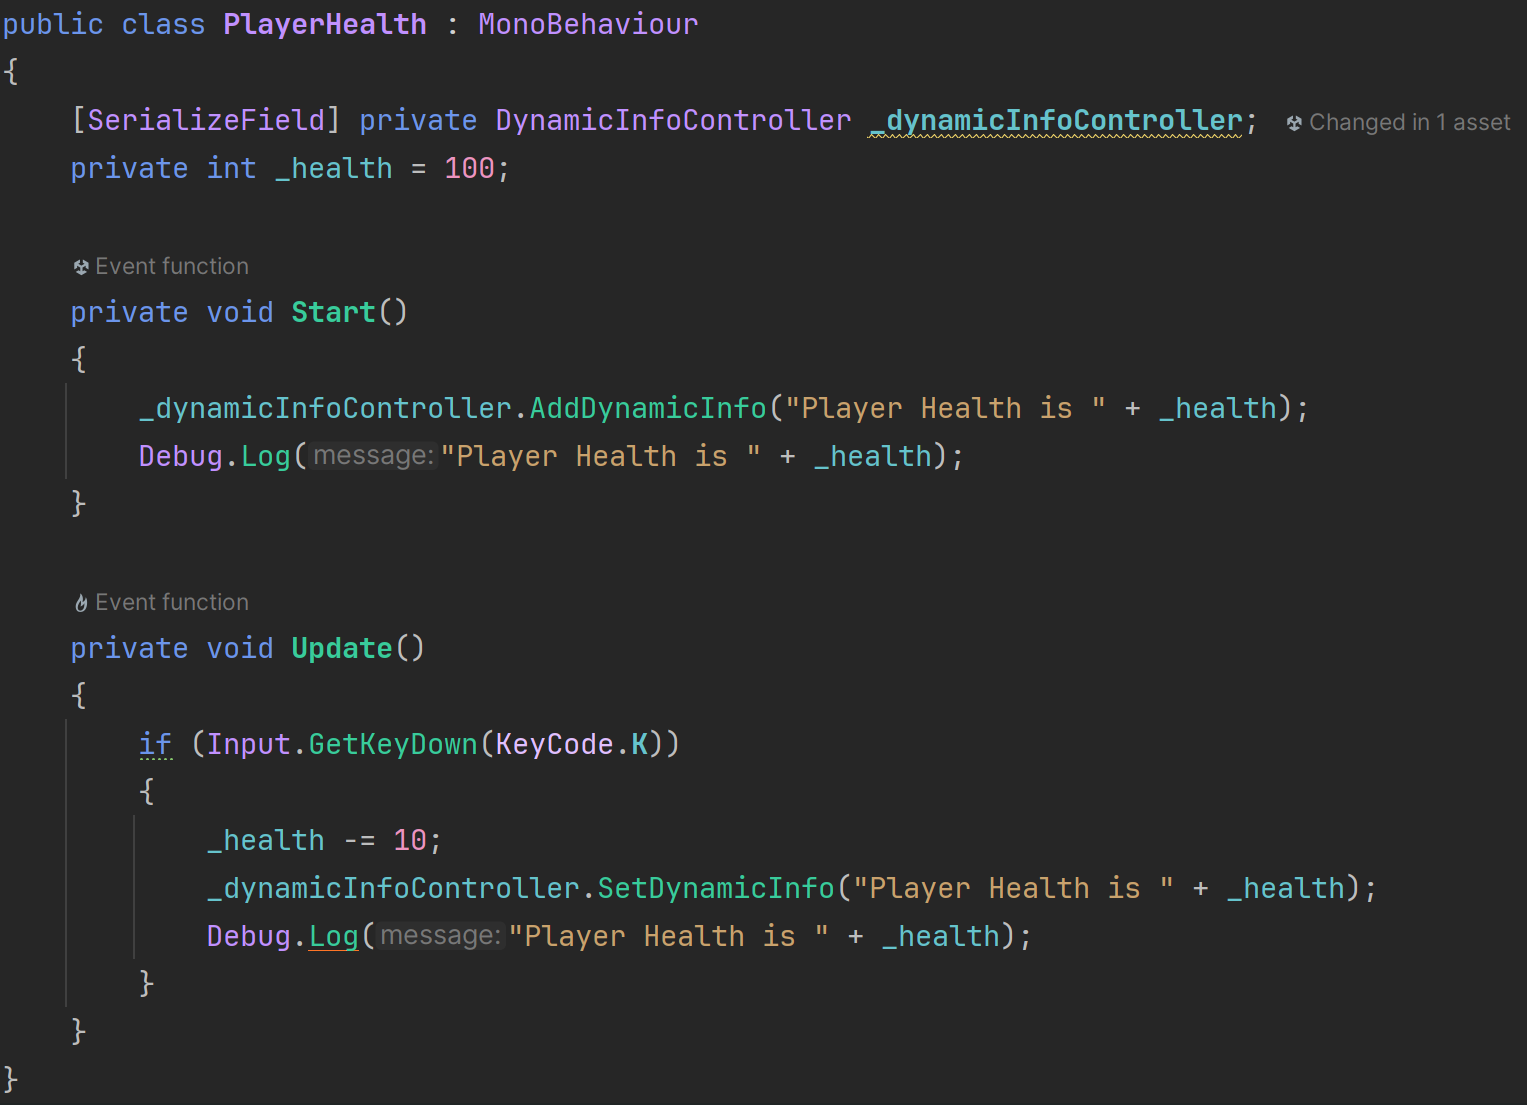 public class PlayerHealth : MonoBehaviour
{
    [SerializeField] private DynamicInfoController _dynamicInfoController; Changed in 1 asset
    private int _health = 100;
    Event function
    private void Start()
    {
        _dynamicInfoController.AddDynamicInfo("Player Health is " + _health);
        Debug.Log(message:"Player Health is " + _health);
    }
    Event function
    private void Update()
    {
        if (Input.GetKeyDown(KeyCode.K))
        {
            _health -= 10;
            _dynamicInfoController.SetDynamicInfo("Player Health is " + _health);
            Debug.Log(message:"Player Health is " + _health);
        }
    }
}